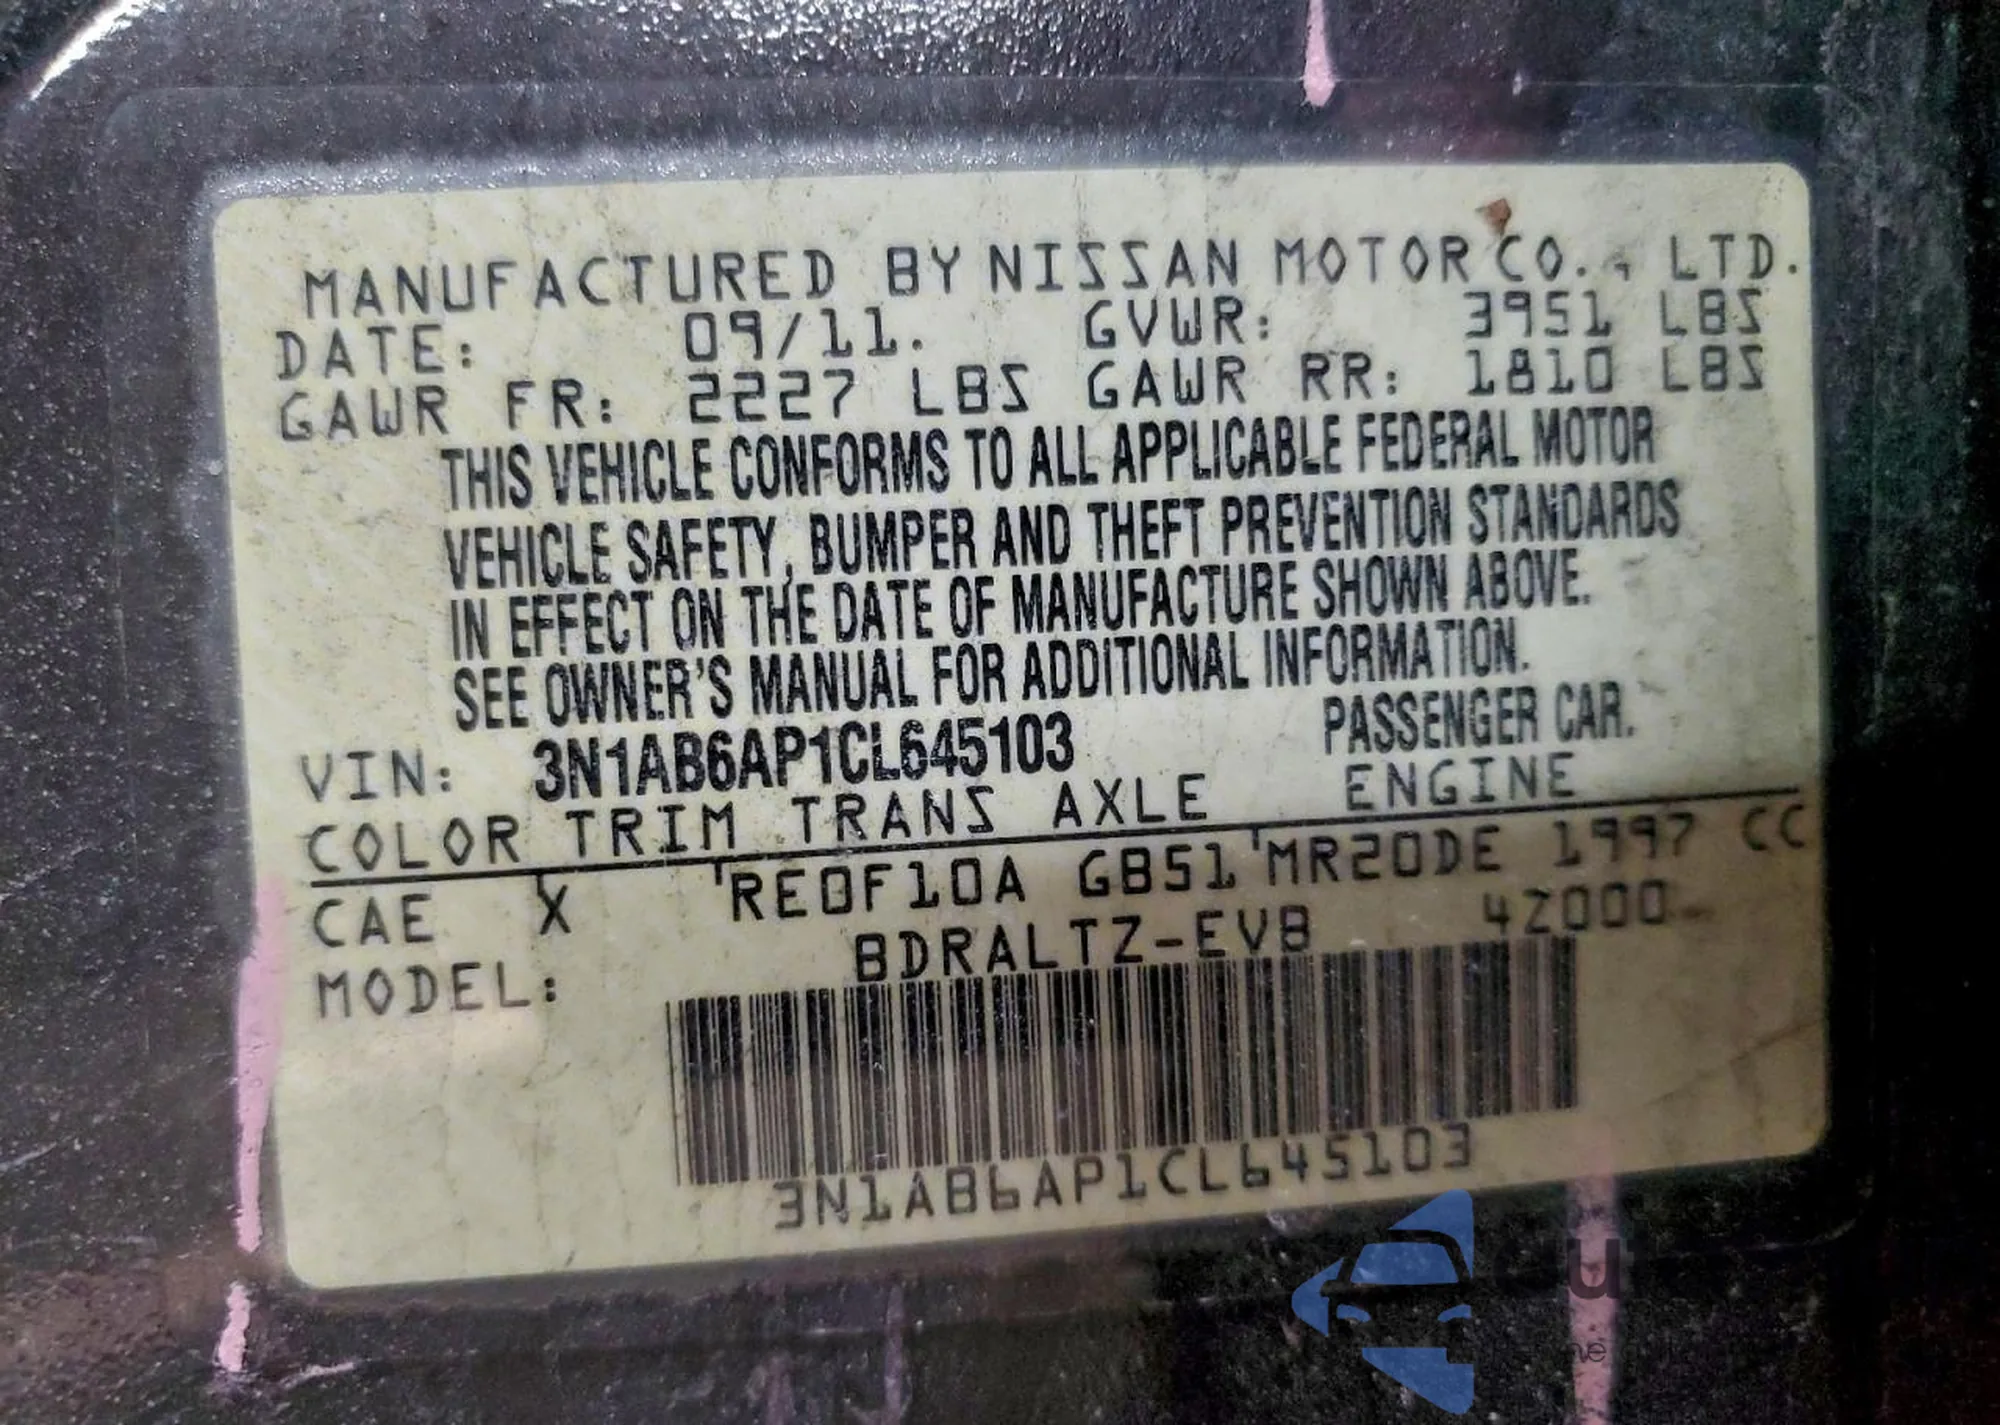 MANUFACTURED BY NISSAN MOTOR CO., LTD.
DATE: 09/11. GVWR: 3951 LBS
GAWR FR: 2227 LBS GAWR RR: 1810 LBS
THIS VEHICLE CONFORMS TO ALL APPLICABLE FEDERAL MOTOR
VEHICLE SAFETY, BUMPER AND THEFT PREVENTION STANDARDS
IN EFFECT ON THE DATE OF MANUFACTURE SHOWN ABOVE.
SEE OWNER'S MANUAL FOR ADDITIONAL INFORMATION.
VIN: 3N1AB6AP1CL645103 PASSENGER CAR.
COLOR TRIM TRANS AXLE ENGINE
CAE X RE0F10A GB51 MR20DE 1997 CC
MODEL: BDRALTZ-EVB 42000
3N1AB6AP1CL645103